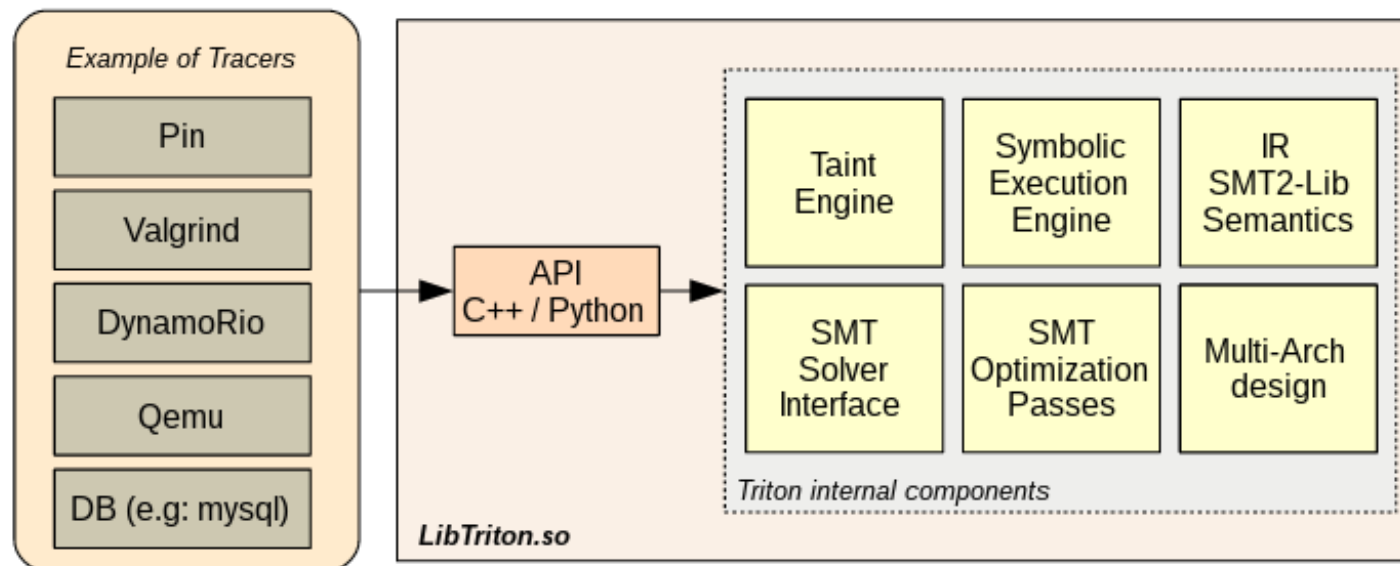 Example of Tracers
Pin
Valgrind
DynamoRio
Qemu
DB (e.g: mysql)
API
C++ / Python
Taint
Engine
Symbolic
Execution
Engine
IR
SMT2-Lib
Semantics
SMT
Solver
Interface
SMT
Optimization
Passes
Multi-Arch
design
Triton internal components
LibTriton.so